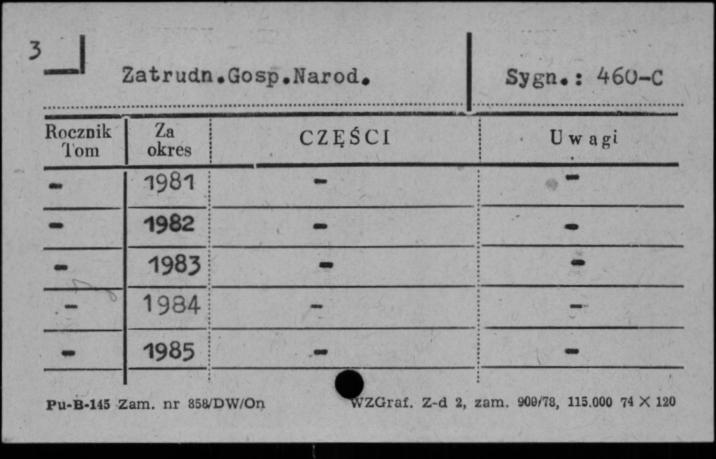 3
Zatrudn.Gosp.Narod. Sygn.: 460-C
Rocznik Tom Za okres CZĘŚCI Uwagi
- 1981 - -
- 1982 - -
- 1983 - -
- 1984 - -
- 1985 - -
Pu-B-145 Zam. nr 858/DW/On WZGraf. Z-d 2, zam. 900/78, 115.000 74 X 120